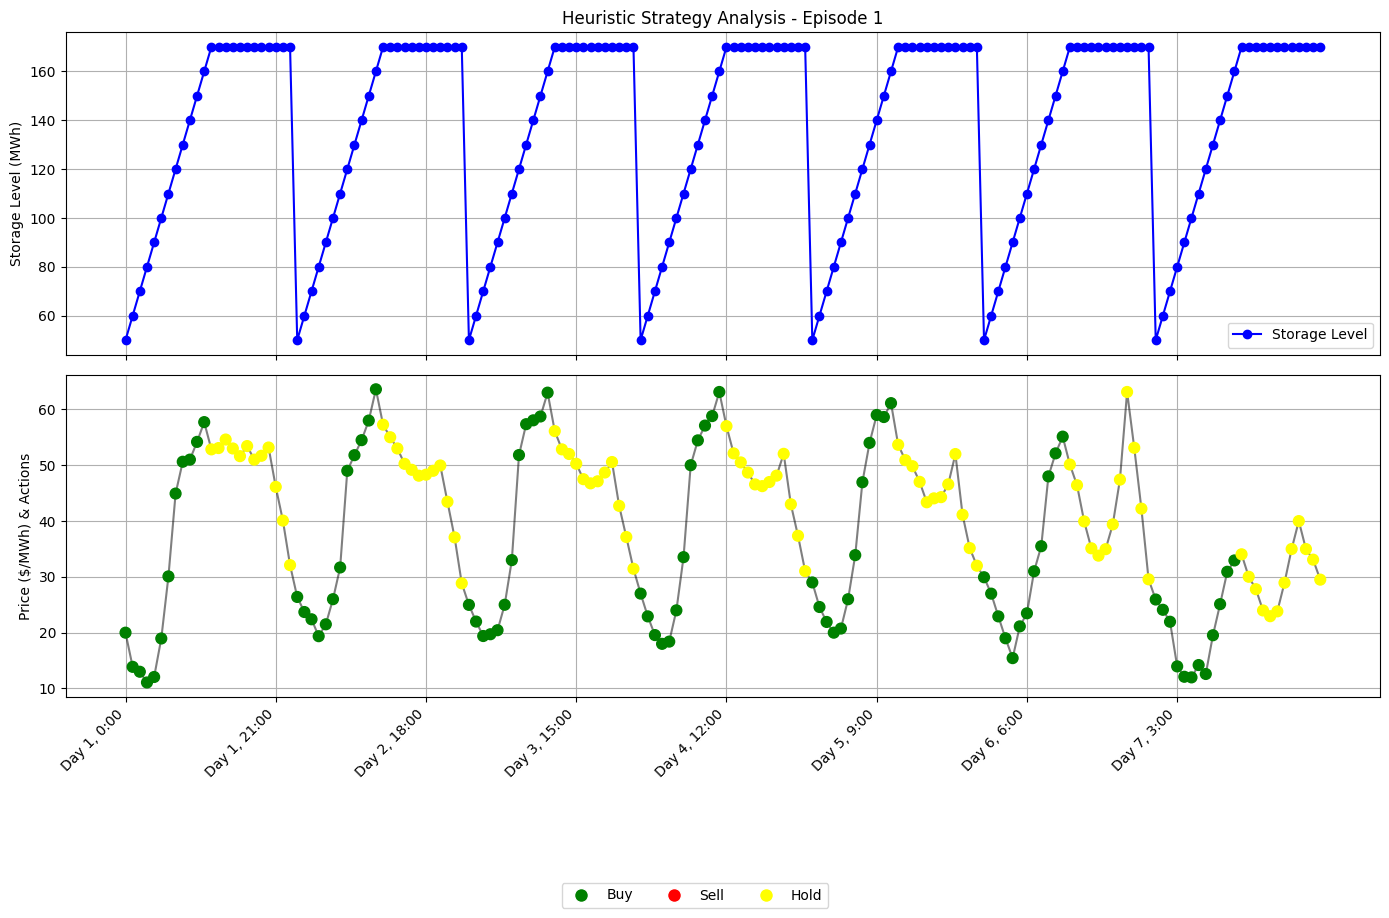 Heuristic Strategy Analysis - Episode 1
Storage Level (MWh)
160
140
120
100
80
60
Storage Level
Price ($/MWh) & Actions
60
50
40
30
20
10
Day 1, 0:00
Day 1, 21:00
Day 2, 18:00
Day 3, 15:00
Day 4, 12:00
Day 5, 9:00
Day 6, 6:00
Day 7, 3:00
Buy
Sell
Hold